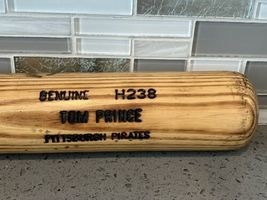 GENUINE H238
TOM PRINCE
PITTSBURGH PIRATES